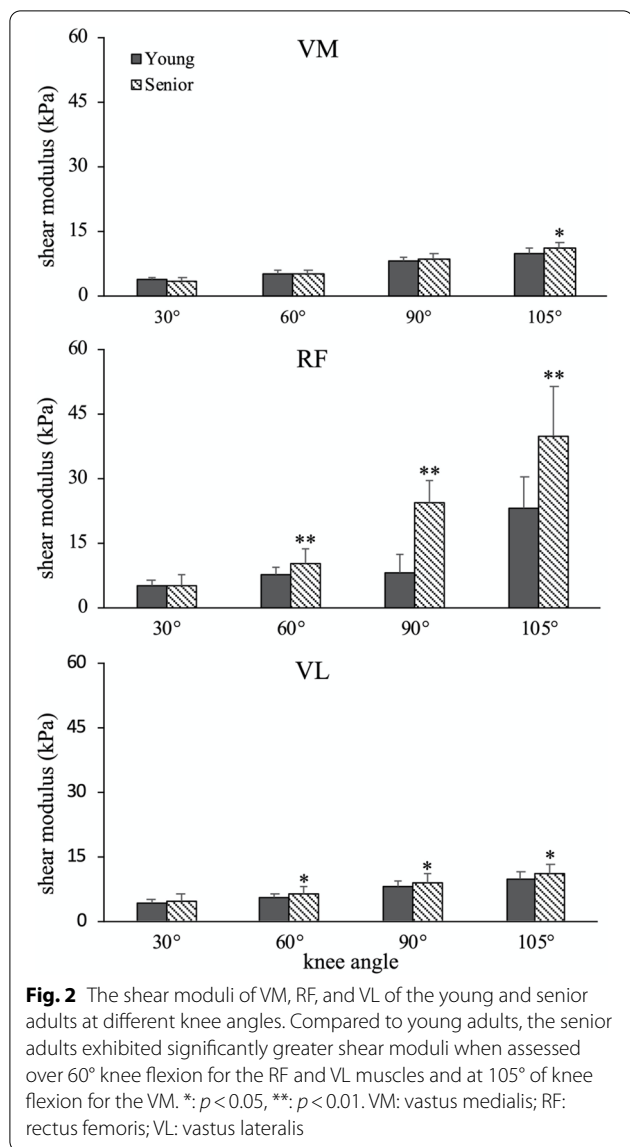 VM
60
45
30
15
0
shear modulus (kPa)
Young
Senior
*
30° 60° 90° 105°
RF
60
45
30
15
0
shear modulus (kPa)
** ** **
30° 60° 90° 105°
VL
60
45
30
15
0
shear modulus (kPa)
* * *
30° 60° 90° 105°
knee angle
Fig. 2 The shear moduli of VM, RF, and VL of the young and senior
adults at different knee angles. Compared to young adults, the senior
adults exhibited significantly greater shear moduli when assessed
over 60° knee flexion for the RF and VL muscles and at 105° of knee
flexion for the VM. *: p < 0.05, **: p < 0.01. VM: vastus medialis; RF:
rectus femoris; VL: vastus lateralis